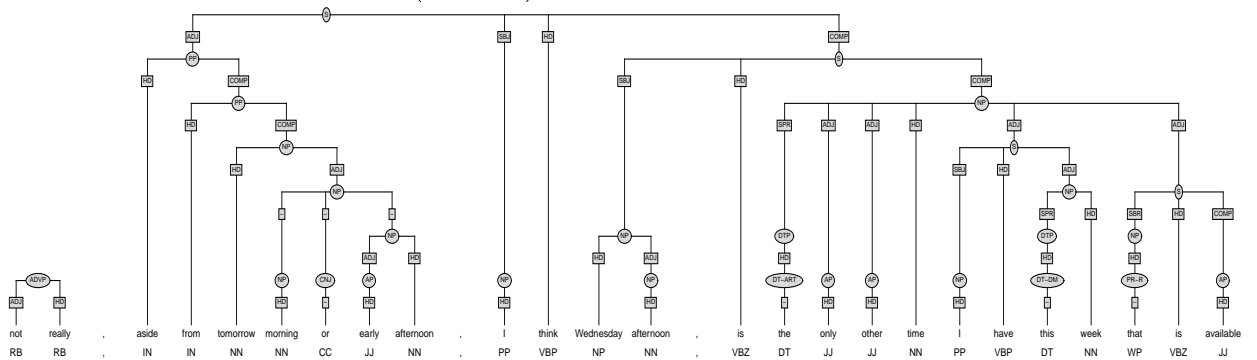 S
ADJ SBJ HD COMP
PP S
HD COMP SBJ HD COMP
PP NP
HD COMP SPR ADJ ADJ HD ADJ ADJ
NP S
HD ADJ SBJ HD ADJ
NP NP S
– – – SPR HD SBR HD COMP
NP NP DTP DTP NP
ADJ HD HD ADJ HD HD HD
ADVP NP CNJ AP NP NP DT–ART AP AP NP DT–DM PR–R AP
ADJ HD HD – HD HD HD – HD HD HD – – HD
not really , aside from tomorrow morning or early afternoon , I think Wednesday afternoon , is the only other time I have this week that is available
RB RB , IN IN NN NN CC JJ NN , PP VBP NP NN , VBZ DT JJ JJ NN PP VBP DT NN WP VBZ JJ